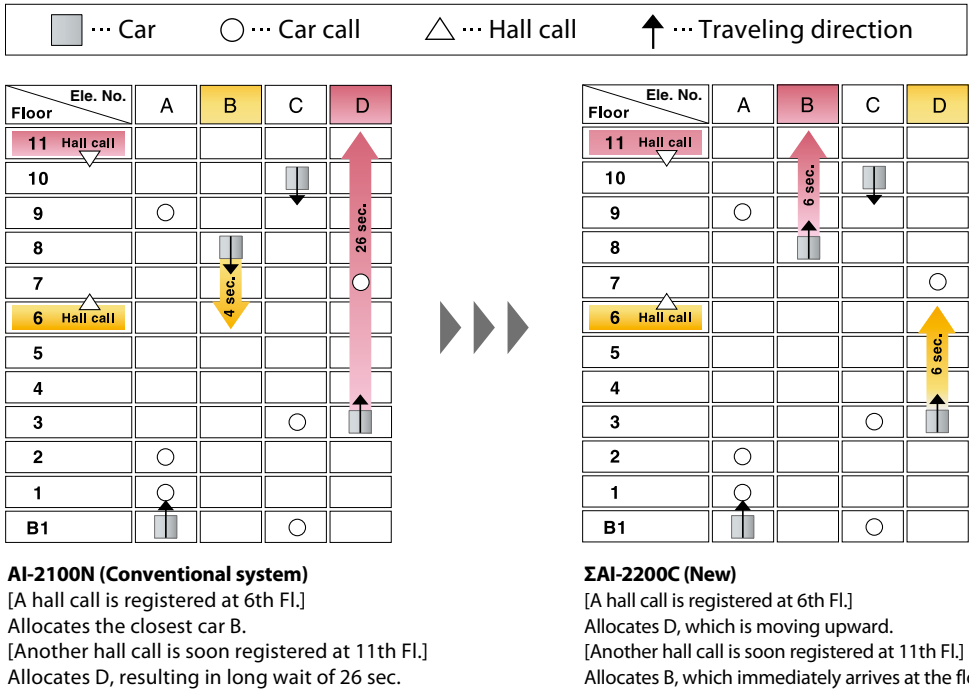 ··· Car ··· Car call ··· Hall call ··· Traveling direction
Ele. No.
Floor A B C D
11 Hall call
10
9
8
7
6 Hall call
5
4
3
2
1
B1
4 sec.
26 sec.
AI-2100N (Conventional system)
[A hall call is registered at 6th Fl.]
Allocates the closest car B.
[Another hall call is soon registered at 11th Fl.]
Allocates D, resulting in long wait of 26 sec.
Ele. No.
Floor A B C D
11 Hall call
10
9
8
7
6 Hall call
5
4
3
2
1
B1
6 sec.
6 sec.
ΣAI-2200C (New)
[A hall call is registered at 6th Fl.]
Allocates D, which is moving upward.
[Another hall call is soon registered at 11th Fl.]
Allocates B, which immediately arrives at the